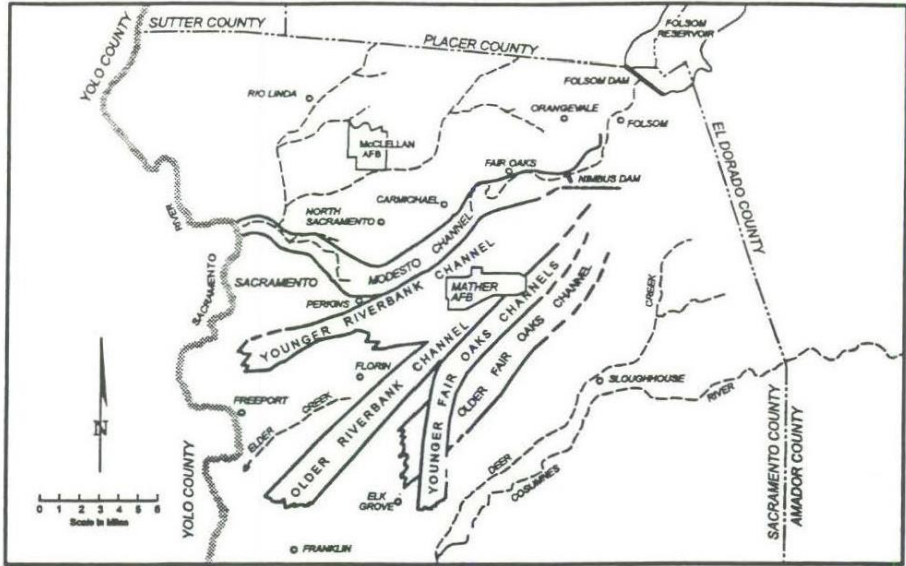 SUTTER COUNTY
YOLO COUNTY
PLACER COUNTY
FOLSOM
RESERVOIR
FOLSOM DAM
RIO LINDA
ORANGEVALE
FOLSOM
EL DORADO COUNTY
McCLELLAN
AFB
FAIR OAKS
NIMBUS DAM
CARMICHAEL
NORTH
SACRAMENTO
RIVER
SACRAMENTO
SACRAMENTO
MODESTO CHANNEL
PERKINS
YOUNGER RIVERBANK CHANNEL
MATHER
AFB
OLDER RIVERBANK CHANNEL
YOUNGER FAIR OAKS CHANNELS
OLDER FAIR OAKS CHANNEL
CREEK
FLORIN
FREEPORT
ELDER CREEK
SLOUGHHOUSE
RIVER
DEER
COSUMNES
ELK
GROVE
FRANKLIN
YOLO COUNTY
SACRAMENTO COUNTY
AMADOR COUNTY
N
0 1 2 3 4 5 6
Scale in Miles